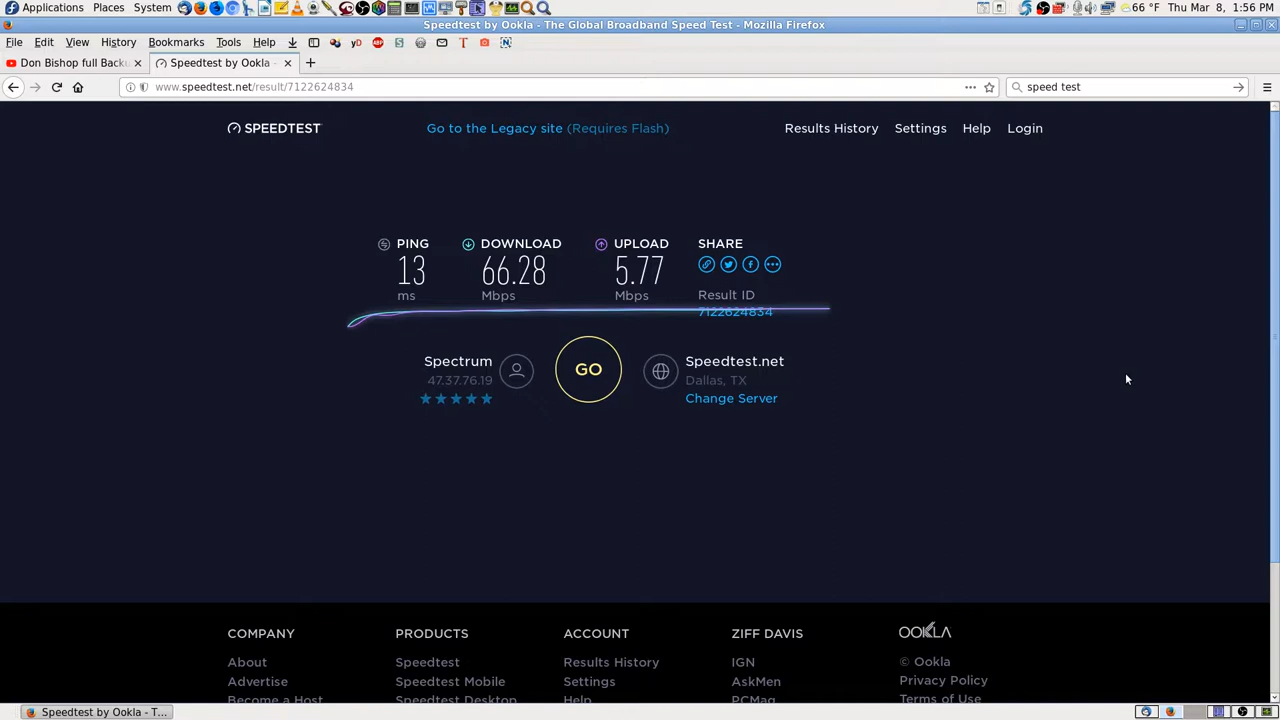 Applications Places System 66 °F Thu Mar 8, 1:56 PM
Speedtest by Ookla - The Global Broadband Speed Test - Mozilla Firefox
File Edit View History Bookmarks Tools Help
Don Bishop full Backu
Speedtest by Ookla -
www.speedtest.net/result/7122624834
speed test
SPEEDTEST
Go to the Legacy site (Requires Flash)
Results History Settings Help Login
PING DOWNLOAD UPLOAD SHARE
13 66.28 5.77
ms Mbps Mbps Result ID
7122624834
Spectrum GO Speedtest.net
47.37.76.19 Dallas, TX
Change Server
COMPANY PRODUCTS ACCOUNT ZIFF DAVIS OOKLA
About Speedtest Results History IGN © Ookla
Advertise Speedtest Mobile Settings AskMen Privacy Policy
Become a Host Speedtest Desktop Help PCMag Terms of Use
Speedtest by Ookla - T...